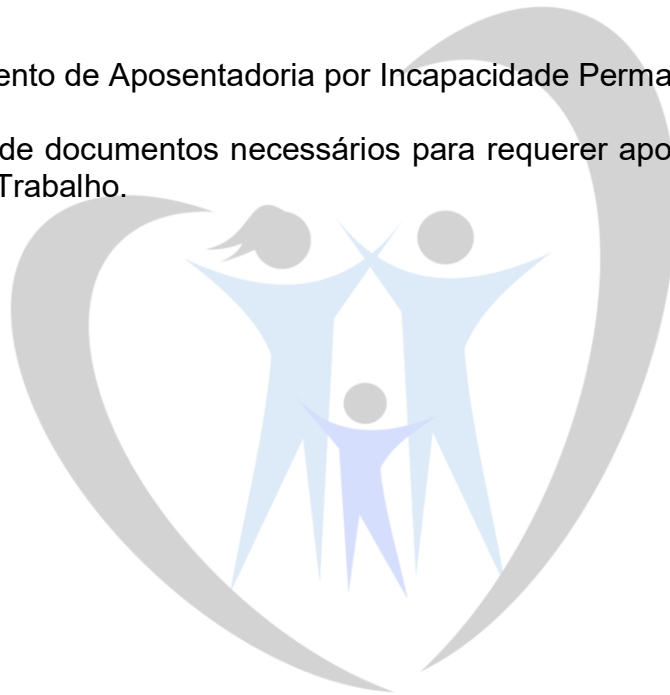 ento de Aposentadoria por Incapacidade Perma
de documentos necessários para requerer apo
Trabalho.